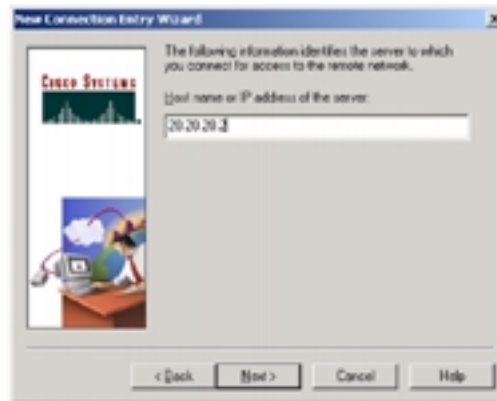 New Connection Entry Wizard
CISCO SYSTEMS
The following information identifies the server to which
you connect for access to the remote network.
Host name or IP address of the server:
20.20.20.2
< Back
Next >
Cancel
Help